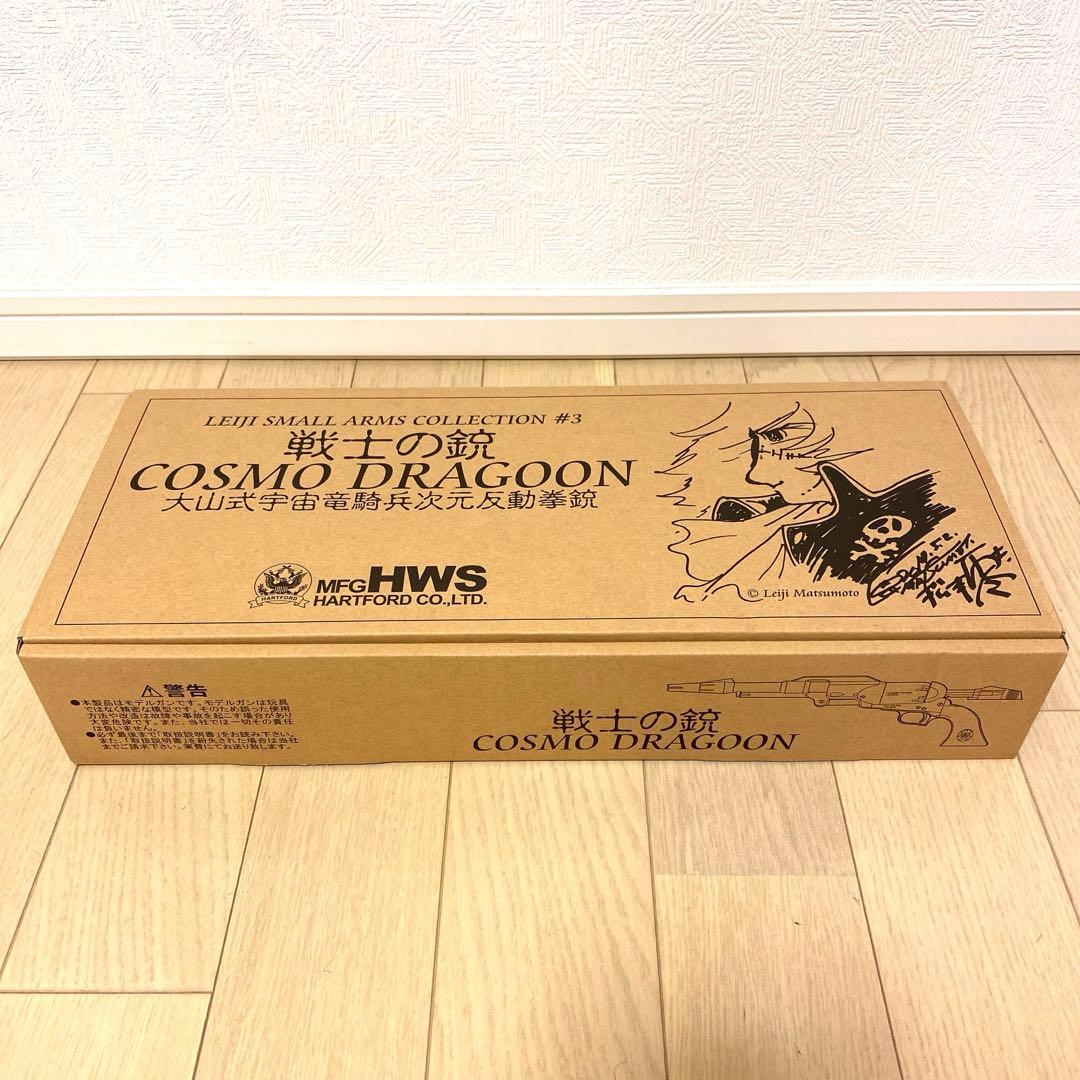 LEIJI SMALL ARMS COLLECTION #3
戦士の銃
COSMO DRAGOON
大山式宇宙竜騎兵次元反動拳銃
HARTFORD
MFG HWS
HARTFORD CO.,LTD.
© Leiji Matsumoto
警告
●本製品はモデルガンです。モデルガンは玩具
ではなく精密な模型です。そのため誤った使用
方法や改造は故障や事故を起こす場合があり
大変危険です。また、当社では一切その責任
は負いません。
●必ず最後まで「取扱説明書」をお読み下さい。
また、「取扱説明書」を紛失された場合は当社
までご請求下さい。実費にてお送り致します。
戦士の銃
COSMO DRAGOON